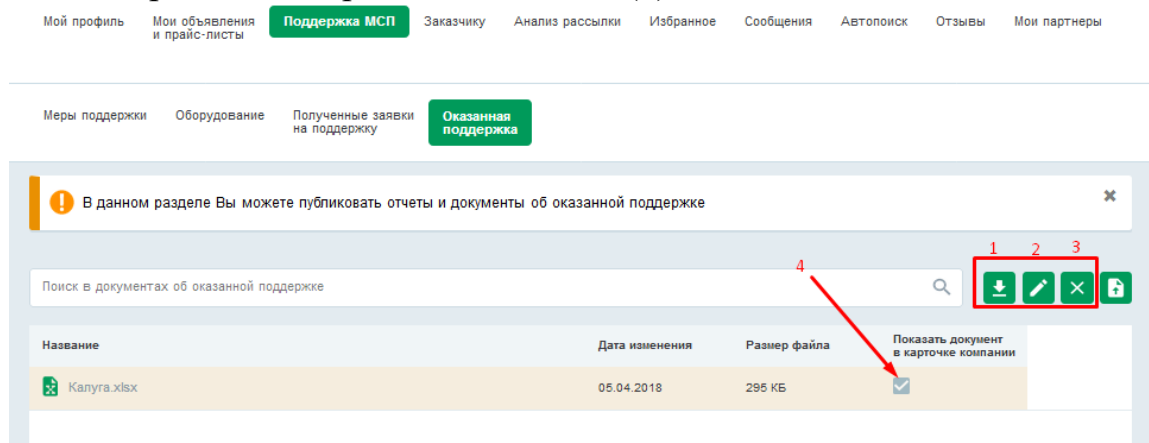 Мой профиль
Мои объявления
и прайс-листы
Поддержка МСП
Заказчику
Анализ рассылки
Избранное
Сообщения
Автопоиск
Отзывы
Мои партнеры
Меры поддержки
Оборудование
Полученные заявки
на поддержку
Оказанная
поддержка
В данном разделе Вы можете публиковать отчеты и документы об оказанной поддержке
1 2 3
4
Поиск в документах об оказанной поддержке
Название
Дата изменения
Размер файла
Показать документ
в карточке компании
Калуга.xlsx
05.04.2018
295 КБ